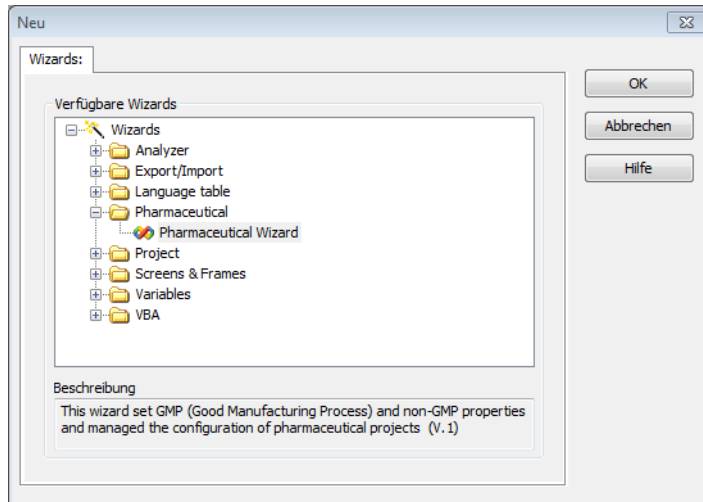 Neu
Wizards:
OK
Verfügbare Wizards
Wizards
Abbrechen
Analyzer
Export/Import
Hilfe
Language table
Pharmaceutical
Pharmaceutical Wizard
Project
Screens & Frames
Variables
VBA
Beschreibung
This wizard set GMP (Good Manufacturing Process) and non-GMP properties
and managed the configuration of pharmaceutical projects (V.1)